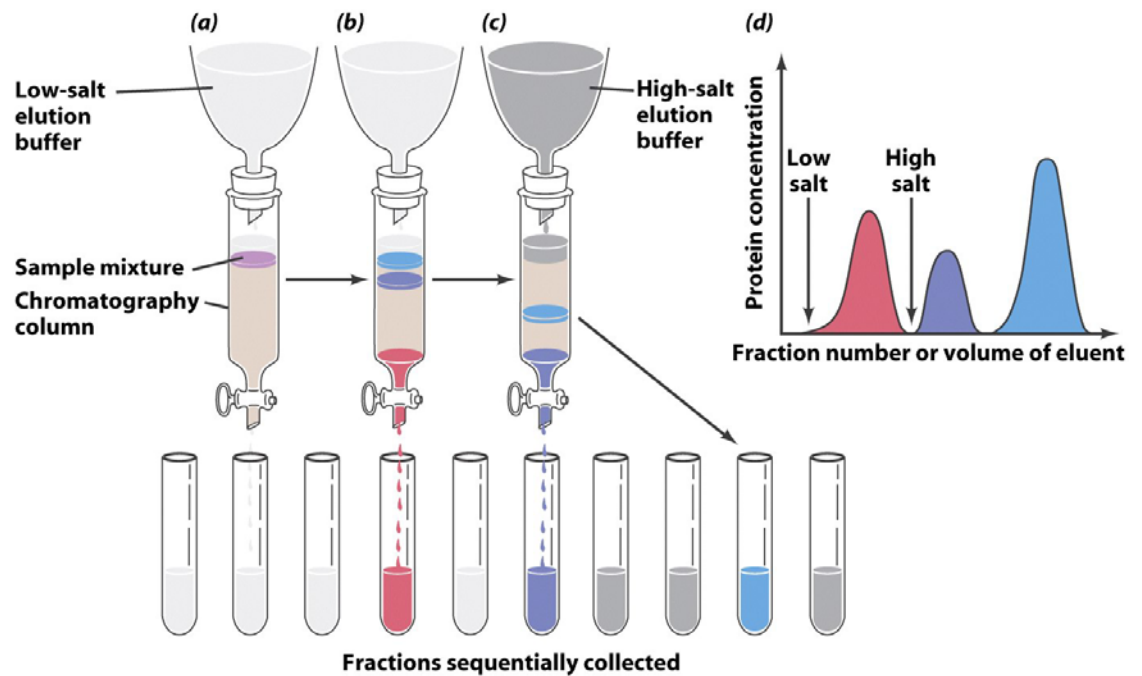 (a)
(b)
(c)
(d)
Low-salt
elution
buffer
High-salt
elution
buffer
Sample mixture
Chromatography
column
Protein concentration
Low
salt
High
salt
Fraction number or volume of eluent
Fractions sequentially collected